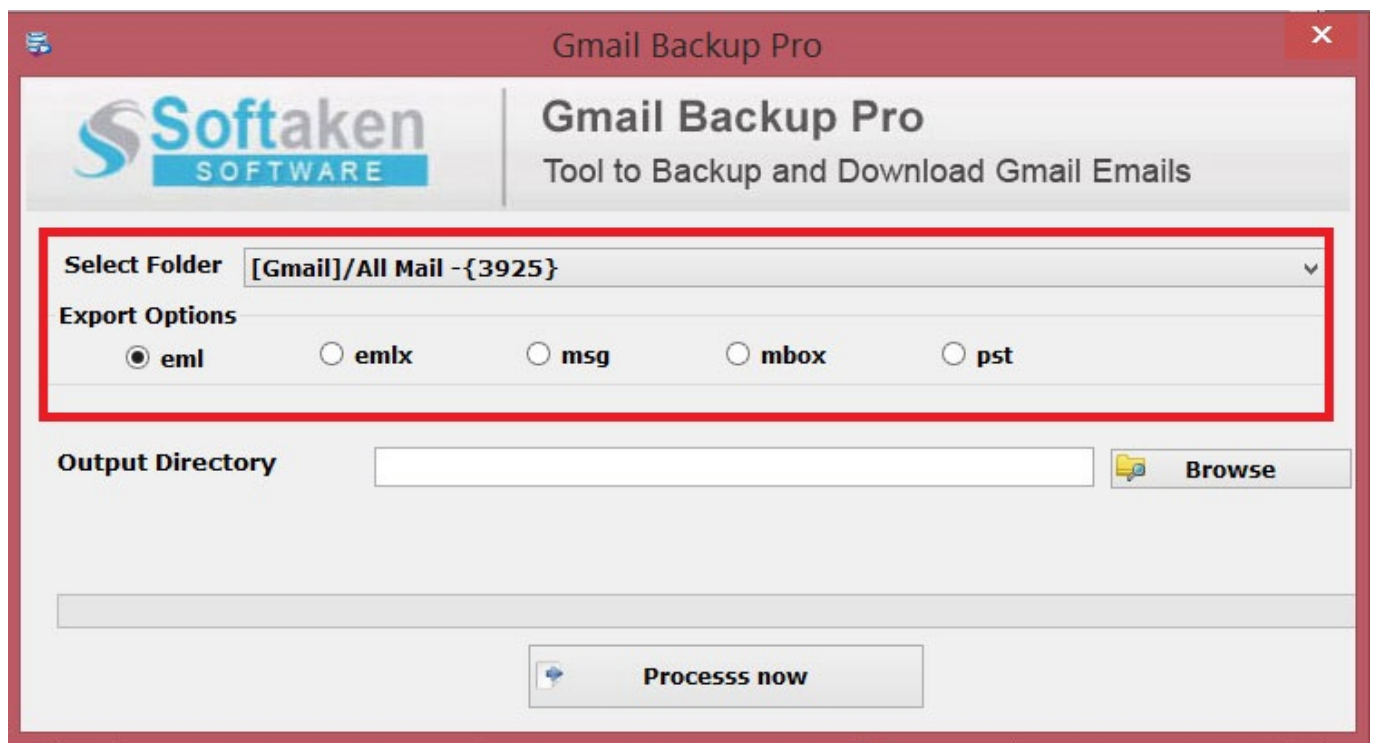 Gmail Backup Pro
Softaken
SOFTWARE
Gmail Backup Pro
Tool to Backup and Download Gmail Emails
Select Folder [Gmail]/All Mail -{3925}
Export Options
eml emlx msg mbox pst
Output Directory Browse
Processs now